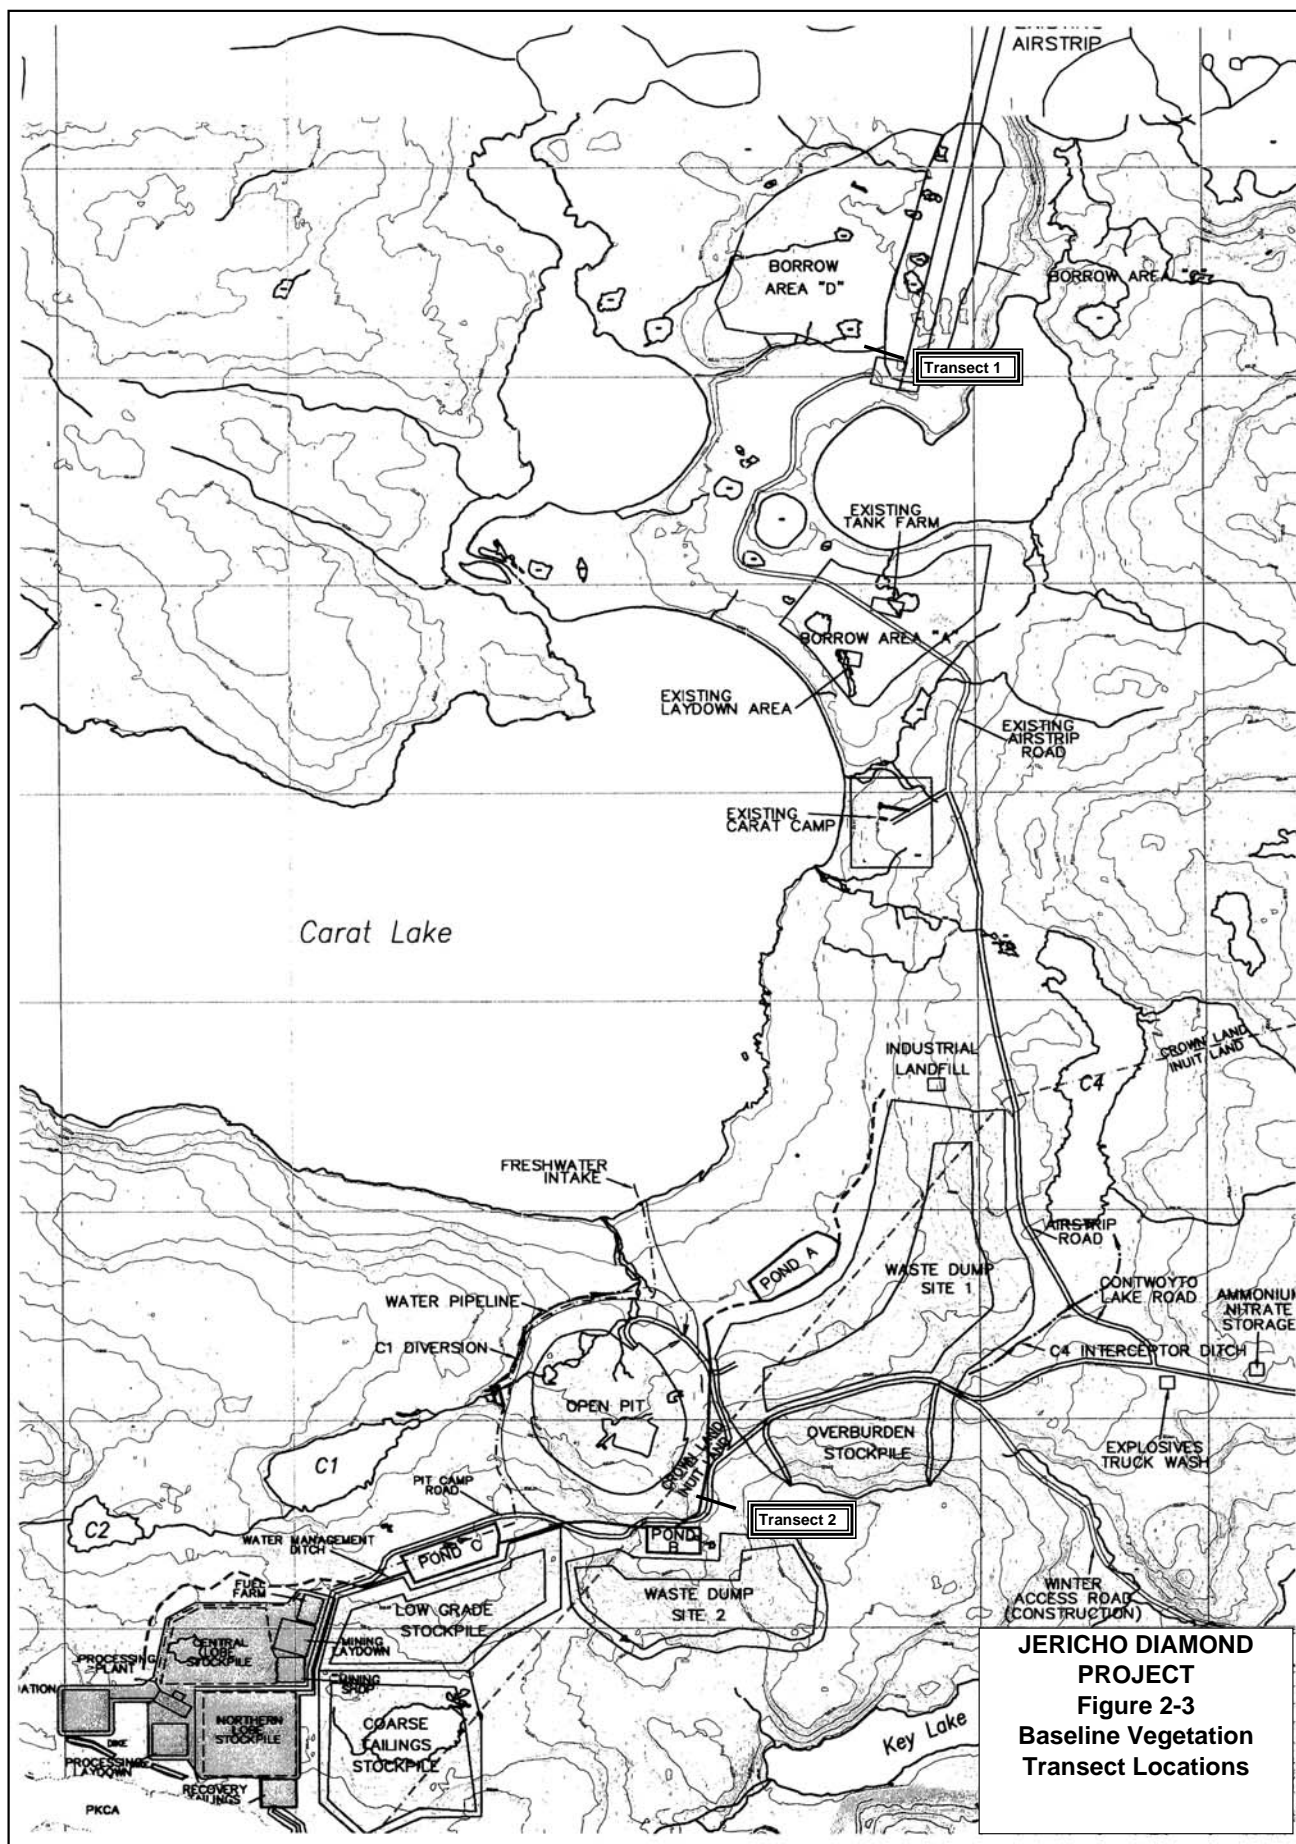 AIRSTRIP
BORROW
AREA "D"
BORROW AREA
Transect 1
EXISTING
TANK FARM
BORROW AREA "A"
EXISTING
LAYDOWN AREA
EXISTING
AIRSTRIP
ROAD
EXISTING
CARAT CAMP
Carat Lake
INDUSTRIAL
LANDFILL
CROWN LAND
INUIT LAND
C4
FRESHWATER
INTAKE
AIRSTRIP
ROAD
POND A
WASTE DUMP
SITE 1
CONTWOYTO
LAKE ROAD
AMMONIUM
NITRATE
STORAGE
WATER PIPELINE
C1 DIVERSION
C4 INTERCEPTOR DITCH
OPEN PIT
OVERBURDEN
STOCKPILE
EXPLOSIVES
TRUCK WASH
CROWN LAND
INUIT LAND
C1
PIT CAMP
ROAD
Transect 2
C2
WATER MANAGEMENT
DITCH
POND C
POND
B
FUEL
FARM
LOW GRADE
STOCKPILE
WASTE DUMP
SITE 2
WINTER
ACCESS ROAD
(CONSTRUCTION)
CENTRAL
LOBE
STOCKPILE
MINING
LAYDOWN
PROCESSING
PLANT
MINING
SHOP
NORTHERN
LOBE
STOCKPILE
COARSE
TAILINGS
STOCKPILE
DIKE
PROCESSING
LAYDOWN
RECOVERY
TAILINGS
PKCA
Key Lake
JERICHO DIAMOND
PROJECT
Figure 2-3
Baseline Vegetation
Transect Locations